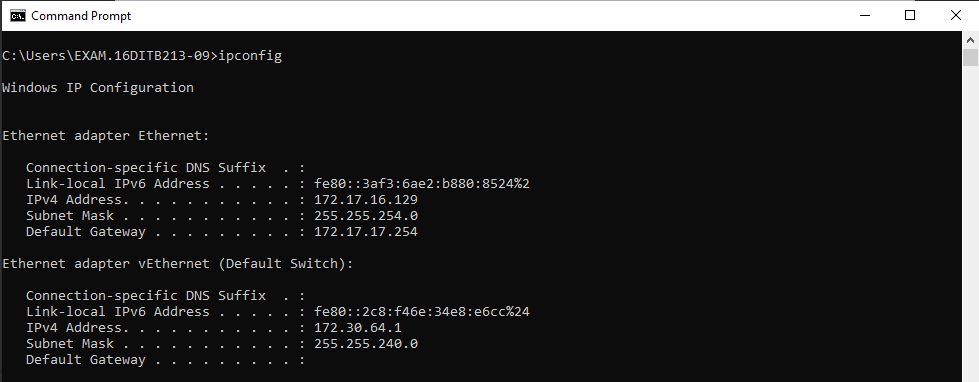 Command Prompt
C:\Users\EXAM.16DITB213-09>ipconfig
Windows IP Configuration
Ethernet adapter Ethernet:
Connection-specific DNS Suffix  . :
Link-local IPv6 Address . . . . . : fe80::3af3:6ae2:b880:8524%2
IPv4 Address. . . . . . . . . . . : 172.17.16.129
Subnet Mask . . . . . . . . . . . : 255.255.254.0
Default Gateway . . . . . . . . . : 172.17.17.254
Ethernet adapter vEthernet (Default Switch):
Connection-specific DNS Suffix  . :
Link-local IPv6 Address . . . . . : fe80::2c8:f46e:34e8:e6cc%24
IPv4 Address. . . . . . . . . . . : 172.30.64.1
Subnet Mask . . . . . . . . . . . : 255.255.240.0
Default Gateway . . . . . . . . . :